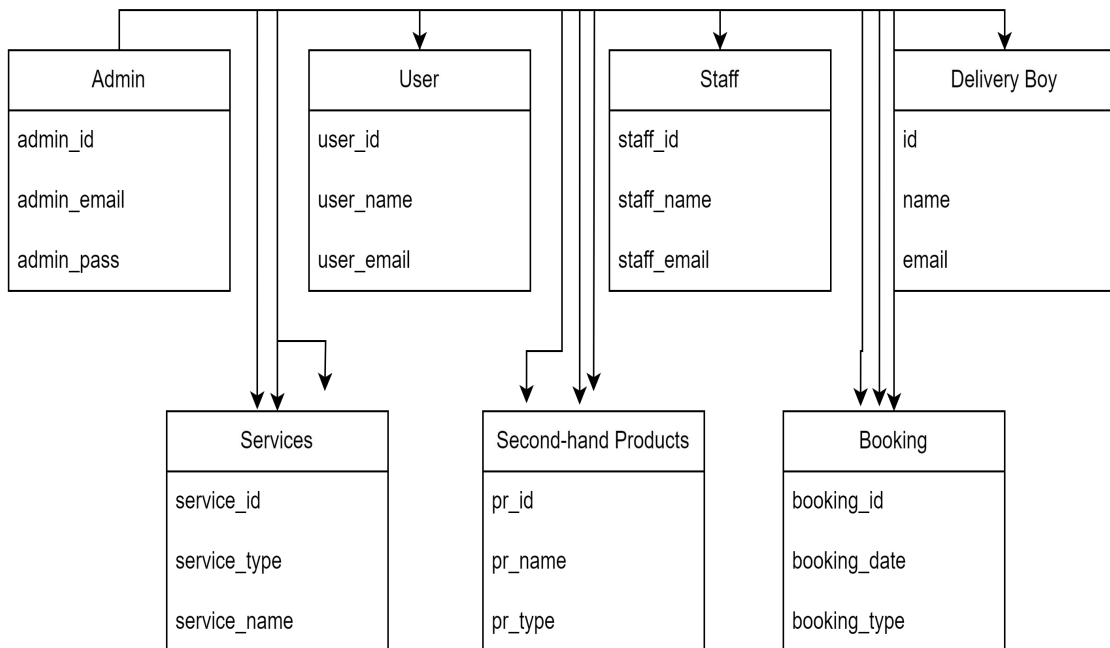 Admin
admin_id
admin_email
admin_pass
User
user_id
user_name
user_email
Staff
staff_id
staff_name
staff_email
Delivery Boy
id
name
email
Services
service_id
service_type
service_name
Second-hand Products
pr_id
pr_name
pr_type
Booking
booking_id
booking_date
booking_type